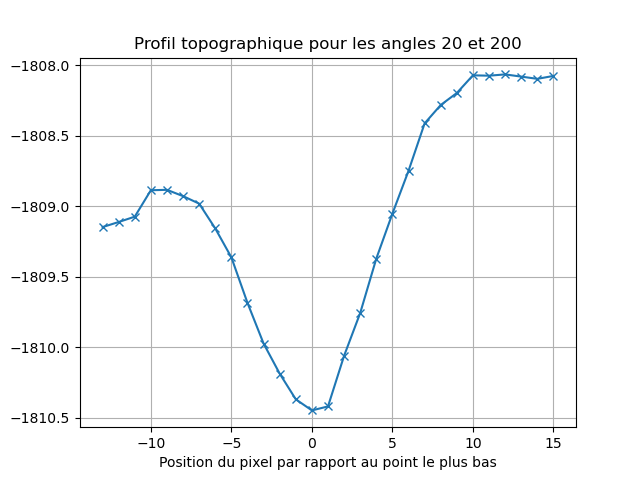 Profil topographique pour les angles 20 et 200
−1808.0
−1808.5
−1809.0
−1809.5
−1810.0
−1810.5
−10 −5 0 5 10 15
Position du pixel par rapport au point le plus bas